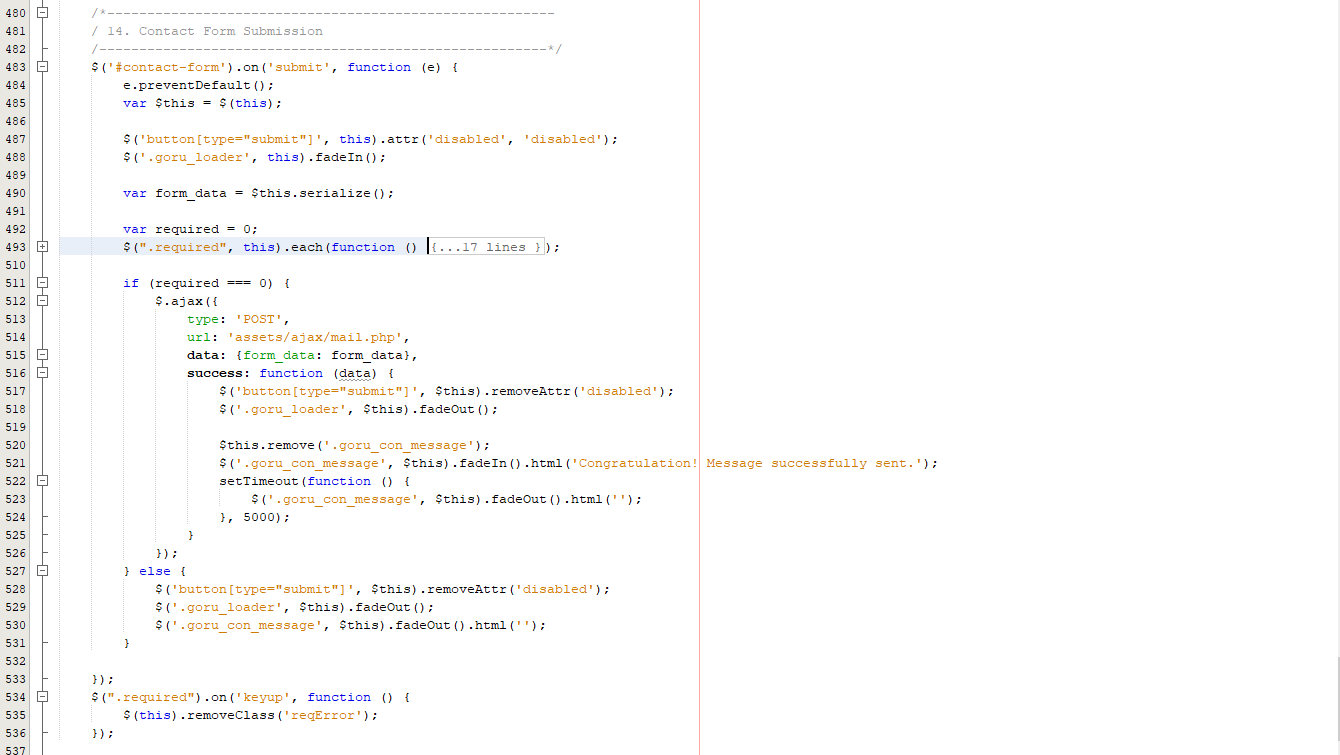 480 /*--------------------------------------------------------
481 / 14. Contact Form Submission
482 /--------------------------------------------------------*/
483 $('#contact-form').on('submit', function (e) {
484 e.preventDefault();
485 var $this = $(this);
486
487 $('button[type="submit"]', this).attr('disabled', 'disabled');
488 $('.goru_loader', this).fadeIn();
489
490 var form_data = $this.serialize();
491
492 var required = 0;
493 $(".required", this).each(function () {...17 lines });
510
511 if (required === 0) {
512 $.ajax({
513 type: 'POST',
514 url: 'assets/ajax/mail.php',
515 data: {form_data: form_data},
516 success: function (data) {
517 $('button[type="submit"]', $this).removeAttr('disabled');
518 $('.goru_loader', $this).fadeOut();
519
520 $this.remove('.goru_con_message');
521 $('.goru_con_message', $this).fadeIn().html('Congratulation! Message successfully sent.');
522 setTimeout(function () {
523 $('.goru_con_message', $this).fadeOut().html('');
524 }, 5000);
525 }
526 });
527 } else {
528 $('button[type="submit"]', $this).removeAttr('disabled');
529 $('.goru_loader', $this).fadeOut();
530 $('.goru_con_message', $this).fadeOut().html('');
531 }
532
533 });
534 $(".required").on('keyup', function () {
535 $(this).removeClass('reqError');
536 });
537